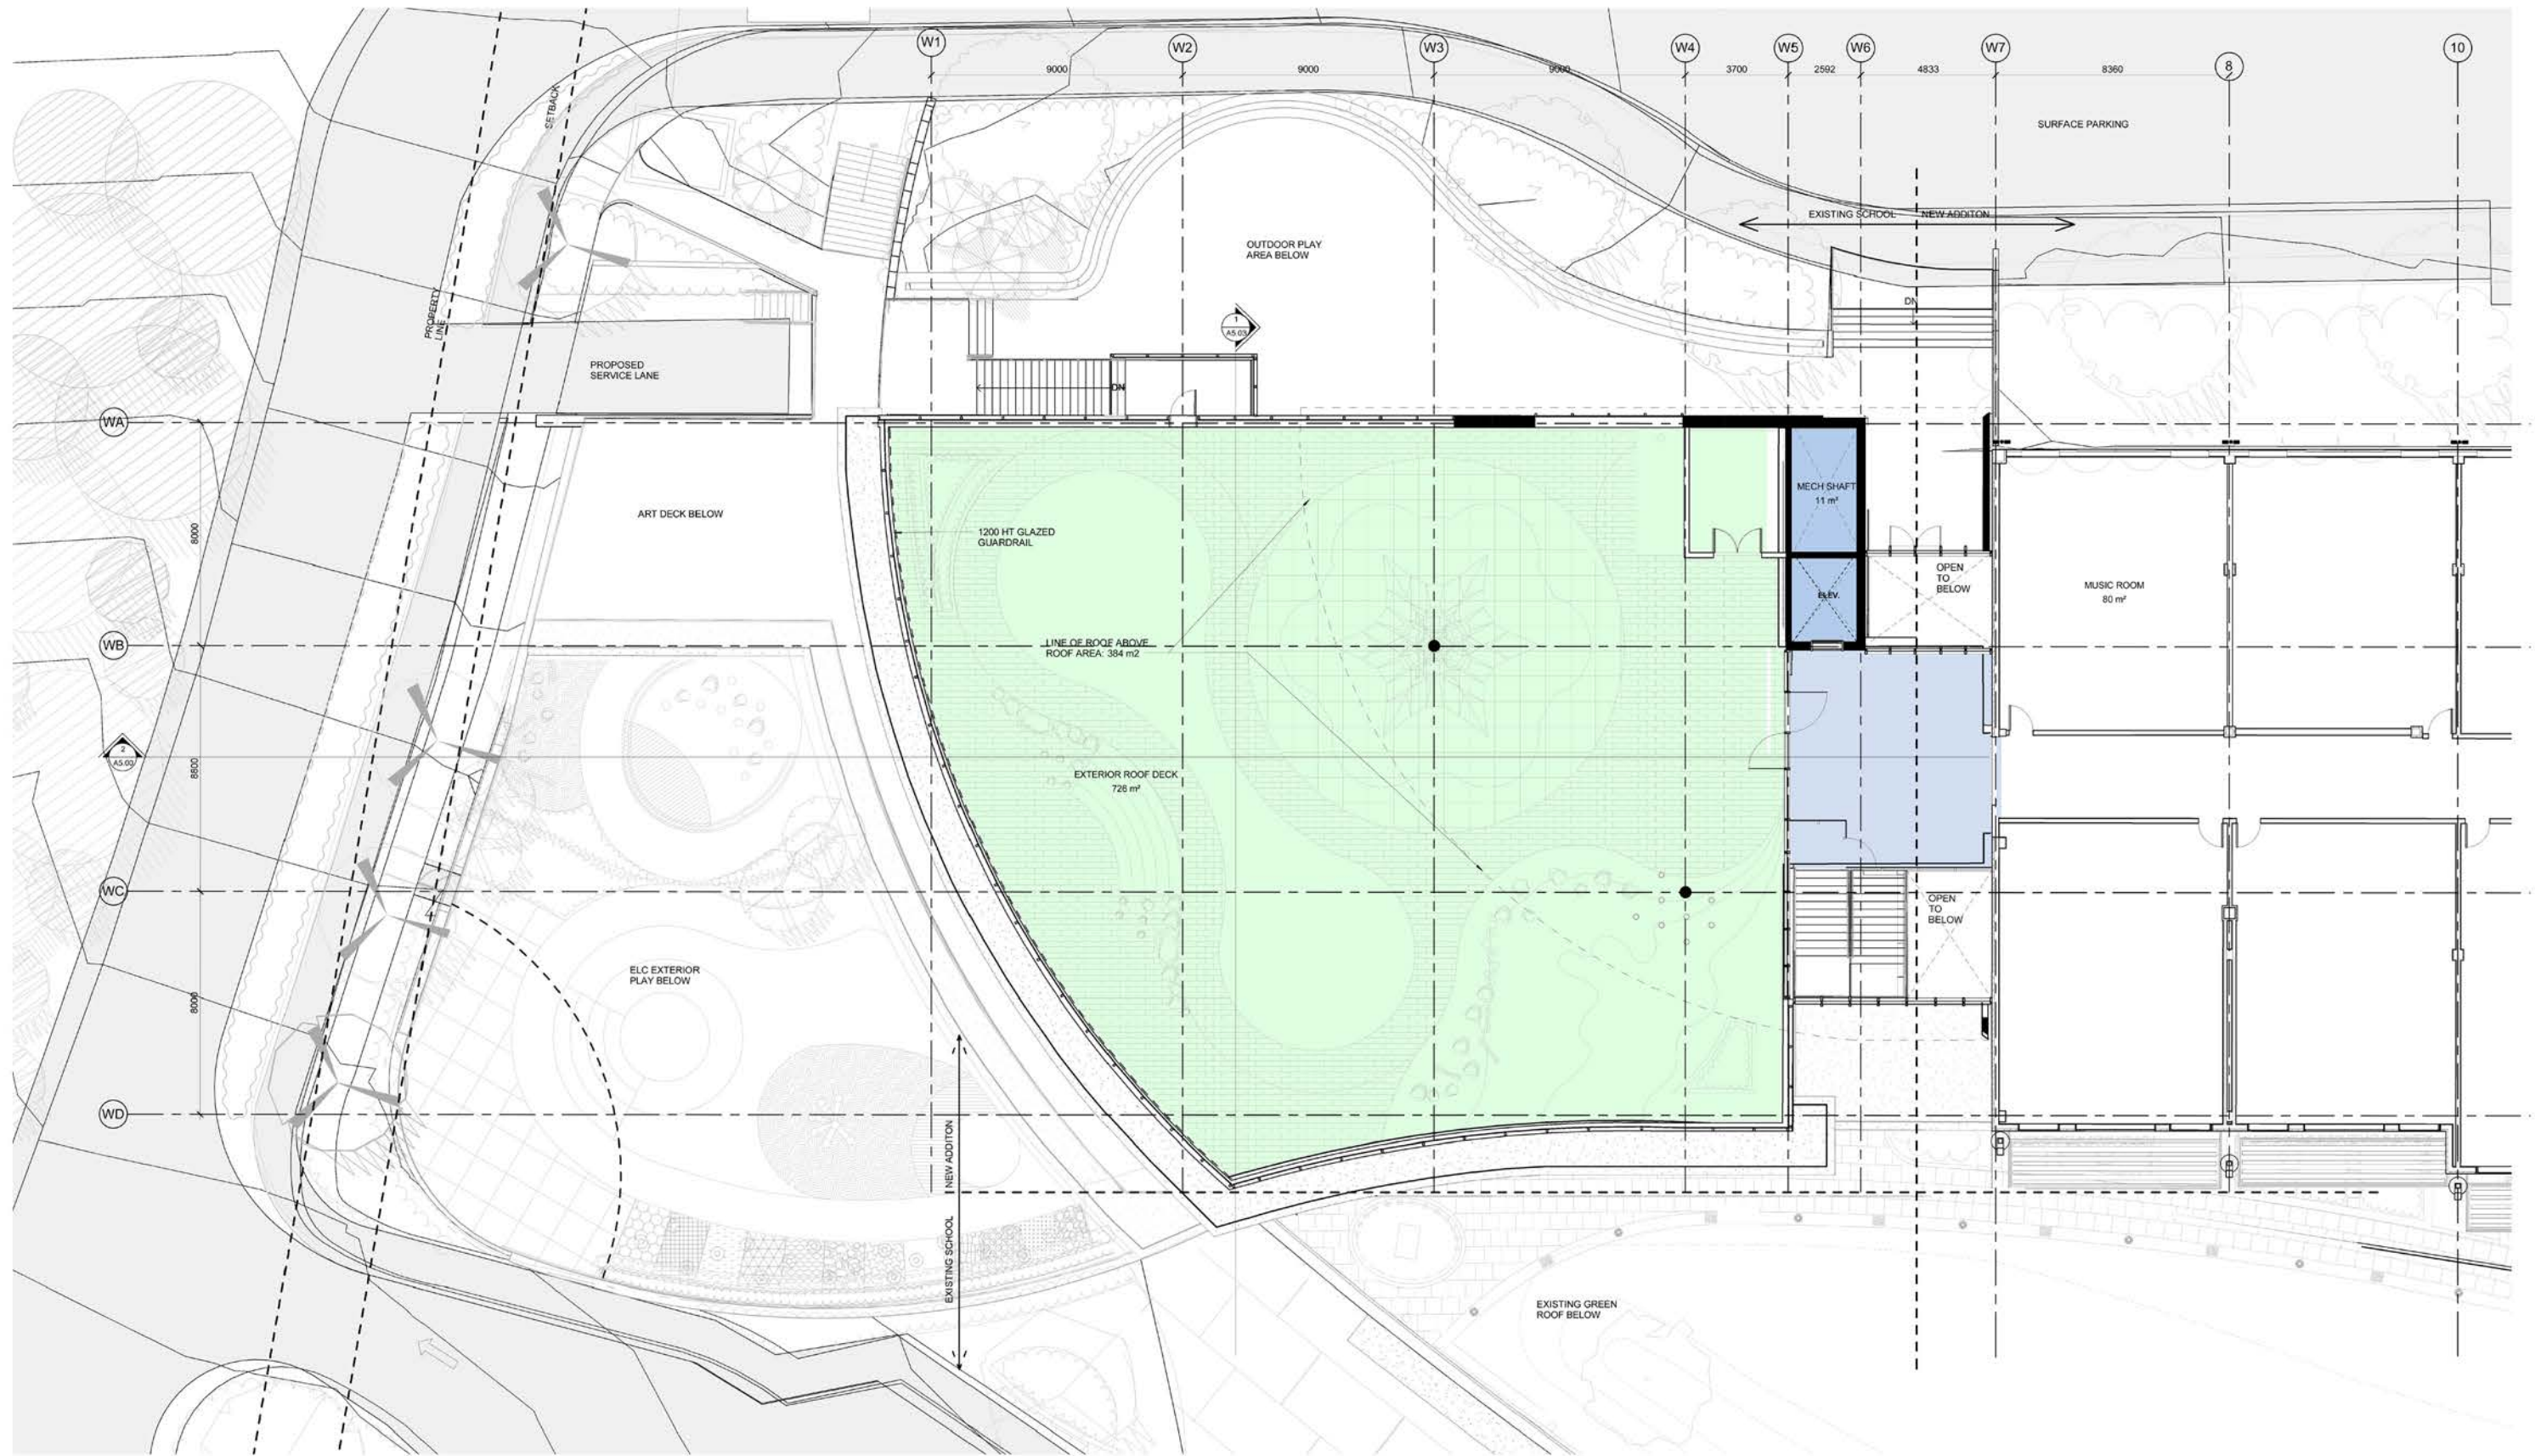 W1
W2
W3
W4
W5
W6
W7
8
10
9000
9000
9000
3700
2592
4833
8360
SETBACK
SURFACE PARKING
EXISTING SCHOOL
NEW ADDITON
OUTDOOR PLAY
AREA BELOW
DN
PROPERTY
LINE
1
A5.03
PROPOSED
SERVICE LANE
DN
WA
MECH SHAFT
11 m²
ART DECK BELOW
1200 HT GLAZED
GUARDRAIL
8000
OPEN
TO
BELOW
ELEV.
MUSIC ROOM
80 m²
WB
LINE OF ROOF ABOVE
ROOF AREA: 384 m2
2
A5.03
8800
EXTERIOR ROOF DECK
726 m²
WC
OPEN
TO
BELOW
ELC EXTERIOR
PLAY BELOW
8000
WD
NEW ADDITON
EXISTING SCHOOL
EXISTING GREEN
ROOF BELOW